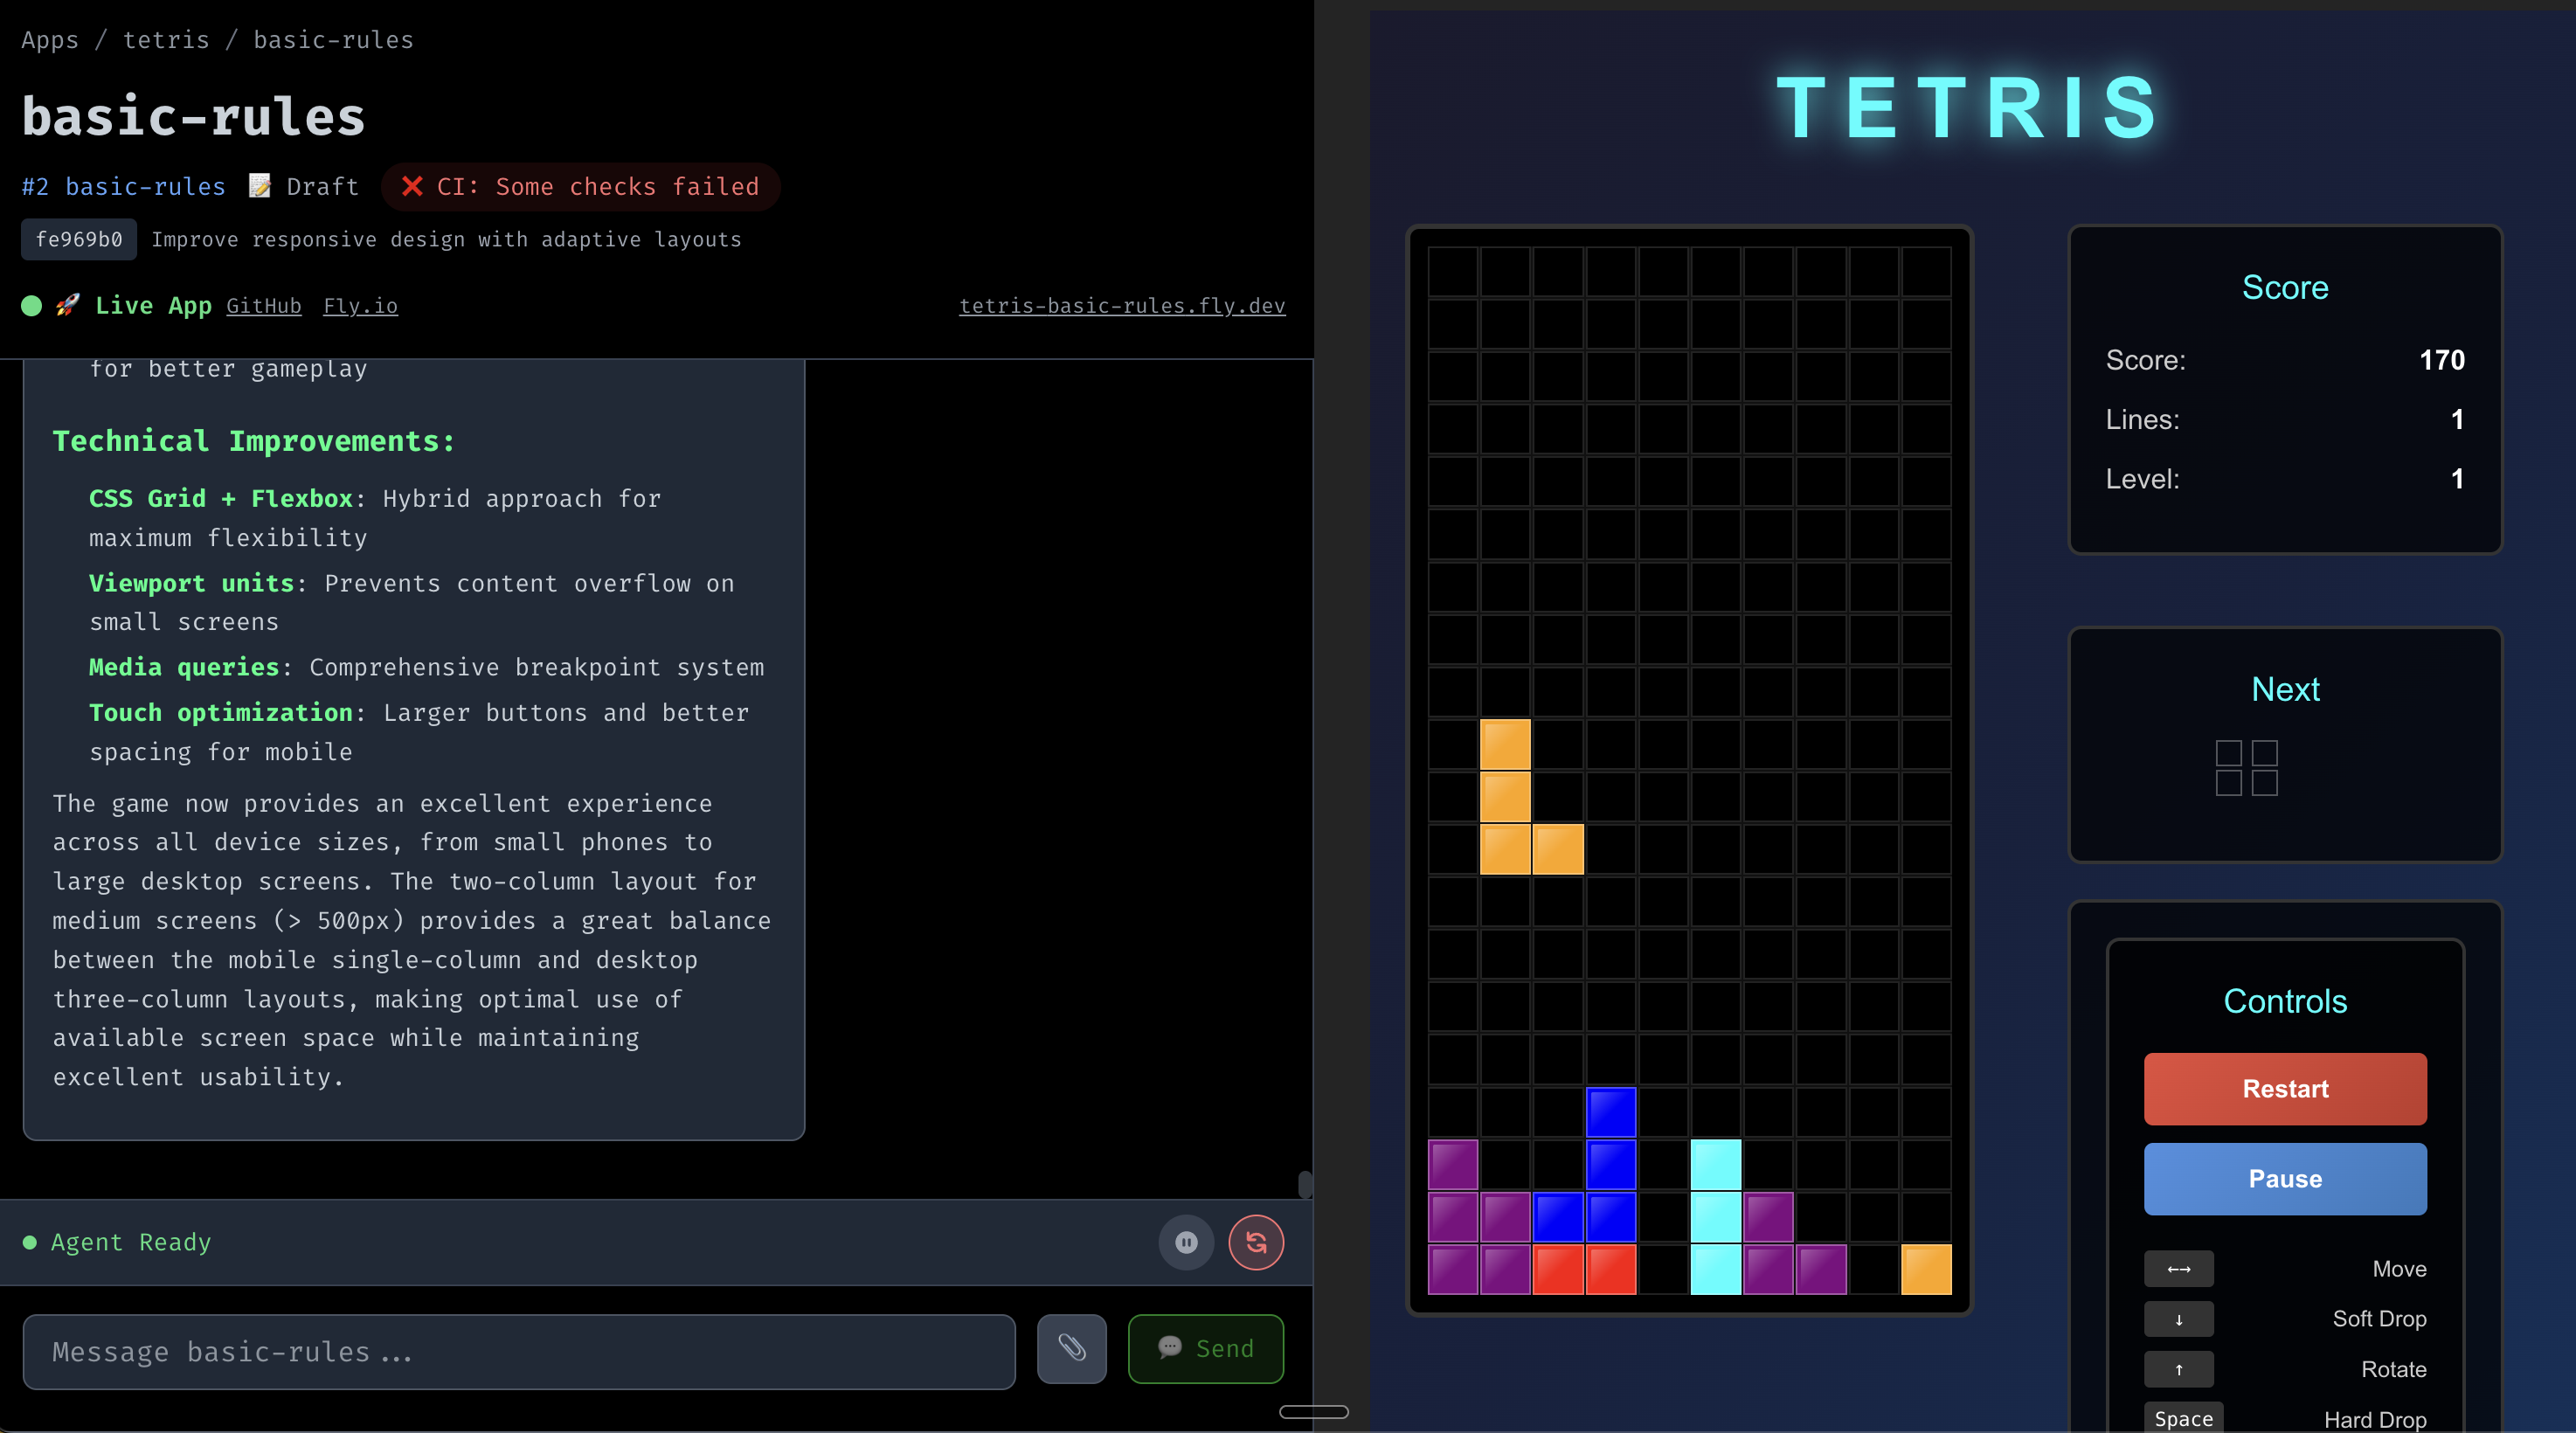 Apps / tetris / basic-rules
basic-rules
#2 basic-rules 📝 Draft ❌ CI: Some checks failed
fe969b0 Improve responsive design with adaptive layouts
🚀 Live App GitHub Fly.io tetris-basic-rules.fly.dev
for better gameplay
Technical Improvements:
CSS Grid + Flexbox: Hybrid approach for
maximum flexibility
Viewport units: Prevents content overflow on
small screens
Media queries: Comprehensive breakpoint system
Touch optimization: Larger buttons and better
spacing for mobile
The game now provides an excellent experience
across all device sizes, from small phones to
large desktop screens. The two-column layout for
medium screens (> 500px) provides a great balance
between the mobile single-column and desktop
three-column layouts, making optimal use of
available screen space while maintaining
excellent usability.
Agent Ready
Message basic-rules...
Send
TETRIS
Score
Score: 170
Lines: 1
Level: 1
Next
Controls
Restart
Pause
←→ Move
↓ Soft Drop
↑ Rotate
Space Hard Drop